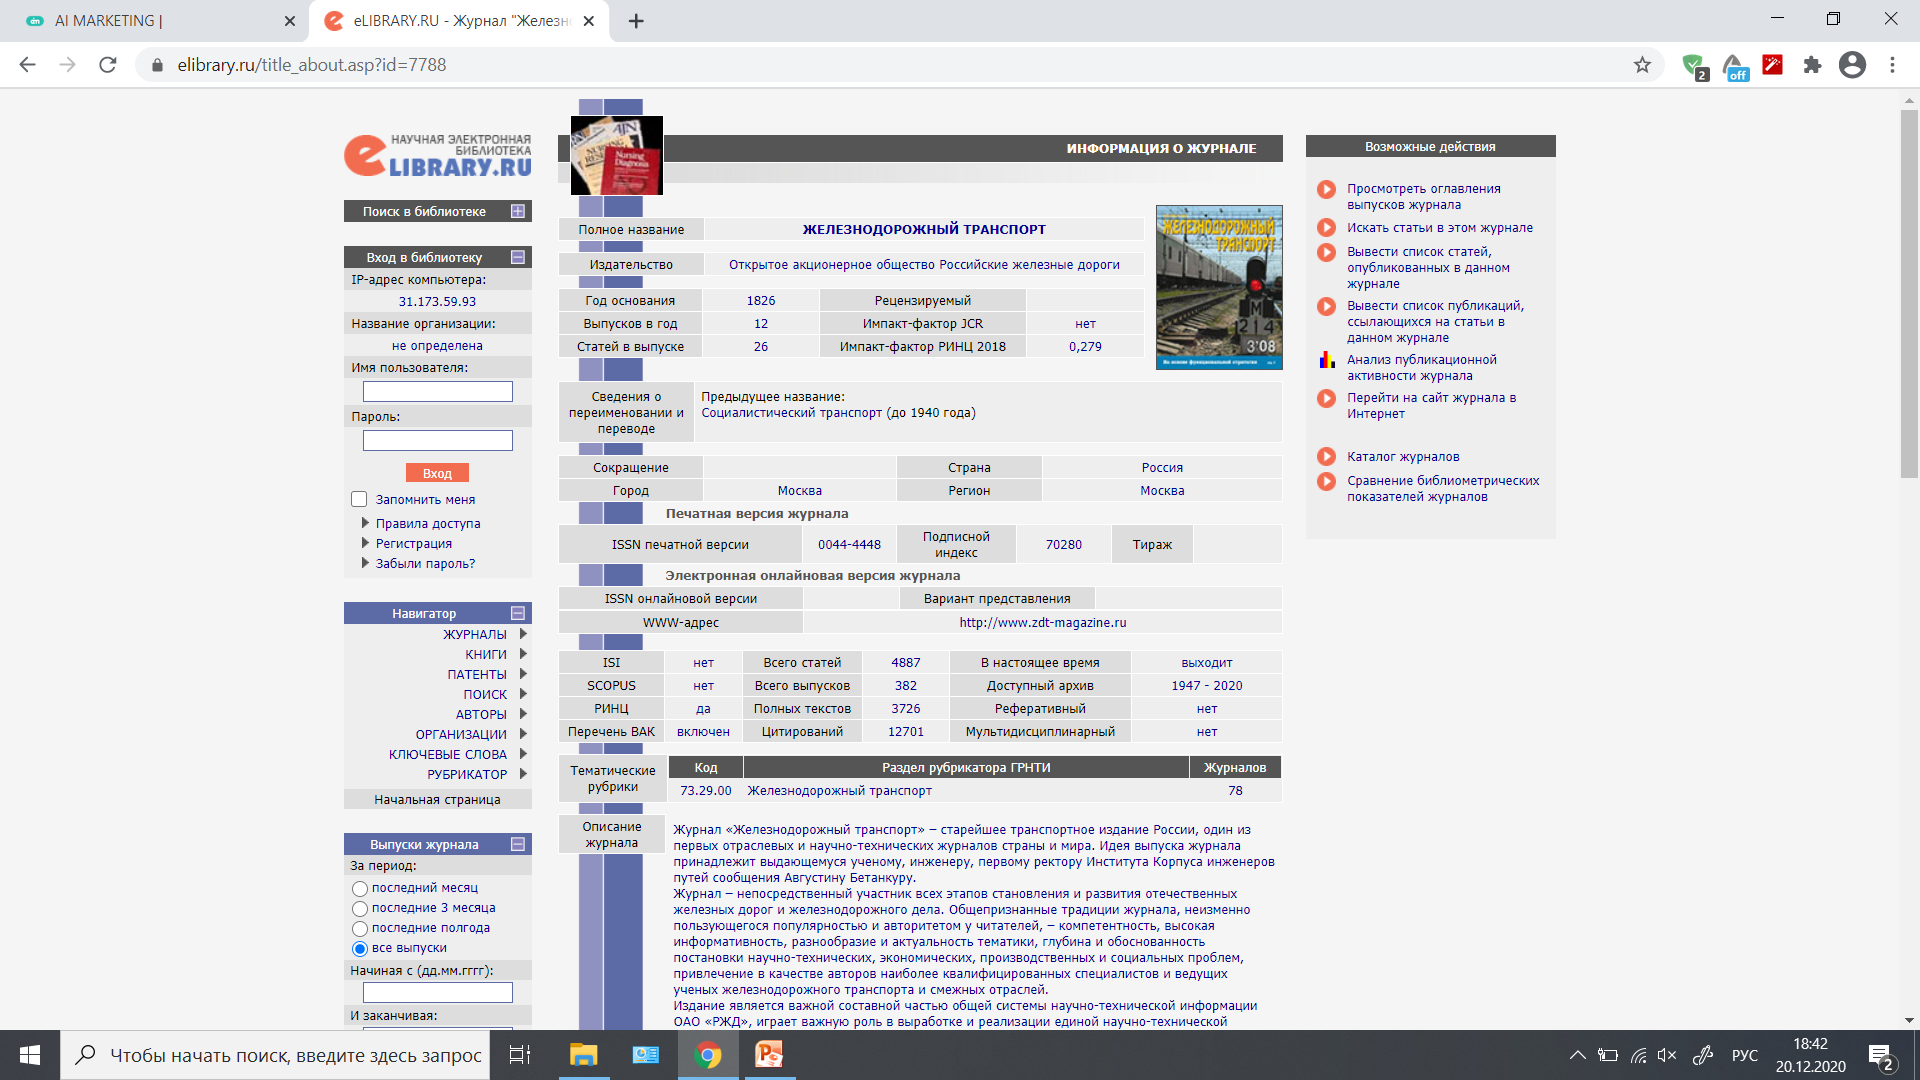 AI MARKETING |
eLIBRARY.RU - Журнал "Железн
elibrary.ru/title_about.asp?id=7788
2
off
НАУЧНАЯ ЭЛЕКТРОННАЯ
БИБЛИОТЕКА
eLIBRARY.RU
Поиск в библиотеке
Вход в библиотеку
IP-адрес компьютера:
31.173.59.93
Название организации:
не определена
Имя пользователя:
Пароль:
Вход
Запомнить меня
Правила доступа
Регистрация
Забыли пароль?
Навигатор
ЖУРНАЛЫ
КНИГИ
ПАТЕНТЫ
ПОИСК
АВТОРЫ
ОРГАНИЗАЦИИ
КЛЮЧЕВЫЕ СЛОВА
РУБРИКАТОР
Начальная страница
Выпуски журнала
За период:
последний месяц
последние 3 месяца
последние полгода
все выпуски
Начиная с (дд.мм.гггг):
И заканчивая:
Nursing
Diagnosis
ИНФОРМАЦИЯ О ЖУРНАЛЕ
Полное название ЖЕЛЕЗНОДОРОЖНЫЙ ТРАНСПОРТ
Издательство Открытое акционерное общество Российские железные дороги
Год основания 1826 Рецензируемый
Выпусков в год 12 Импакт-фактор JCR нет
Статей в выпуске 26 Импакт-фактор РИНЦ 2018 0,279
ЖЕЛЕЗНОДОРОЖНЫЙ
ТРАНСПОРТ
М
214
3'08
Сведения о
переименовании и
переводе
Предыдущее название:
Социалистический транспорт (до 1940 года)
Сокращение Страна Россия
Город Москва Регион Москва
Печатная версия журнала
ISSN печатной версии 0044-4448 Подписной индекс 70280 Тираж
Электронная онлайновая версия журнала
ISSN онлайновой версии Вариант представления
WWW-адрес http://www.zdt-magazine.ru
ISI нет Всего статей 4887 В настоящее время выходит
SCOPUS нет Всего выпусков 382 Доступный архив 1947 - 2020
РИНЦ да Полных текстов 3726 Реферативный нет
Перечень ВАК включен Цитирований 12701 Мультидисциплинарный нет
Тематические
рубрики
Код Раздел рубрикатора ГРНТИ Журналов
73.29.00 Железнодорожный транспорт 78
Описание
журнала
Журнал «Железнодорожный транспорт» – старейшее транспортное издание России, один из
первых отраслевых и научно-технических журналов страны и мира. Идея выпуска журнала
принадлежит выдающемуся ученому, инженеру, первому ректору Института Корпуса инженеров
путей сообщения Августину Бетанкуру.
Журнал – непосредственный участник всех этапов становления и развития отечественных
железных дорог и железнодорожного дела. Общепризнанные традиции журнала, неизменно
пользующегося популярностью и авторитетом у читателей, – компетентность, высокая
информативность, разнообразие и актуальность тематики, глубина и обоснованность
постановки научно-технических, экономических, производственных и социальных проблем,
привлечение в качестве авторов наиболее квалифицированных специалистов и ведущих
ученых железнодорожного транспорта и смежных отраслей.
Издание является важной составной частью общей системы научно-технической информации
ОАО «РЖД», играет важную роль в выработке и реализации единой научно-технической
Возможные действия
Просмотреть оглавления
выпусков журнала
Искать статьи в этом журнале
Вывести список статей,
опубликованных в данном
журнале
Вывести список публикаций,
ссылающихся на статьи в
данном журнале
Анализ публикационной
активности журнала
Перейти на сайт журнала в
Интернет
Каталог журналов
Сравнение библиометрических
показателей журналов
Чтобы начать поиск, введите здесь запрос
РУС
18:42
20.12.2020
2